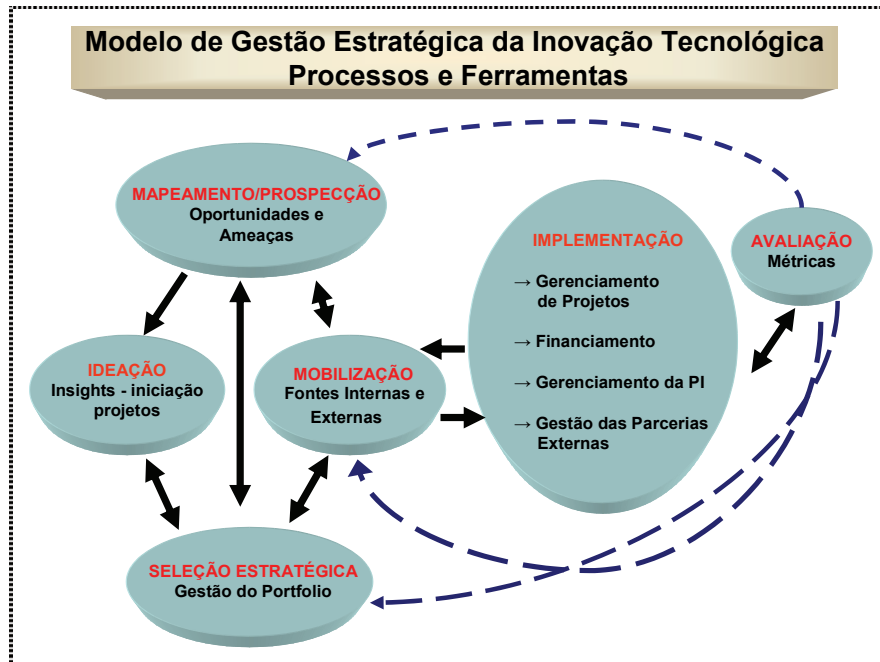 Modelo de Gestão Estratégica da Inovação Tecnológica
Processos e Ferramentas
MAPEAMENTO/PROSPECÇÃO
Oportunidades e
Ameaças
IDEAÇÃO
Insights - iniciação
projetos
MOBILIZAÇÃO
Fontes Internas e
Externas
SELEÇÃO ESTRATÉGICA
Gestão do Portfolio
IMPLEMENTAÇÃO
→ Gerenciamento
de Projetos
→ Financiamento
→ Gerenciamento da PI
→ Gestão das Parcerias
Externas
AVALIAÇÃO
Métricas